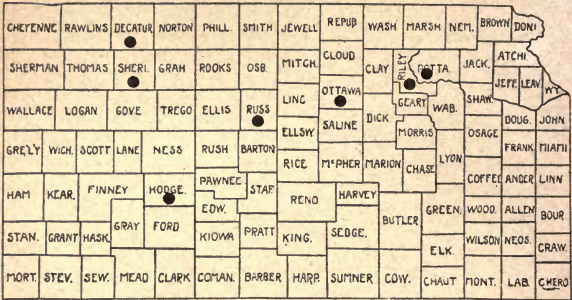 CHEYENNE RAWLINS DECATUR NORTON PHILL. SMITH JEWELL REPUB WASH MARSH NEM. BROWN DONI
SHERMAN THOMAS SHERI. GRAH ROOKS OSB. MITCH. CLOUD CLAY RILEY POTTA. JACK. ATCHI.
JEFF. LEAV. WY.
WALLACE LOGAN GOVE TREGO ELLIS RUSS LINC OTTAWA GEARY WAB. SHAW.
DOUG. JOHN
ELLSW SALINE DICK MORRIS OSAGE
GRELY WICH. SCOTT LANE NESS RUSH BARTON FRANK. MIAMI
RICE McPHER MARION CHASE LYON
HAM KEAR. FINNEY HODGE. PAWNEE STAF. COFFEE ANDER LINN
EDW. RENO HARVEY
GRAY FORD BUTLER GREEN. WOOD. ALLEN BOUR
STAN. GRANT HASK. KIOWA PRATT KING. SEDGE. ELK. WILSON NEOS. CRAW.
MORT. STEV. SEW. MEAD CLARK COMAN. BARBER HARP. SUMNER COW. CHAUT MONT. LAB. CHERO